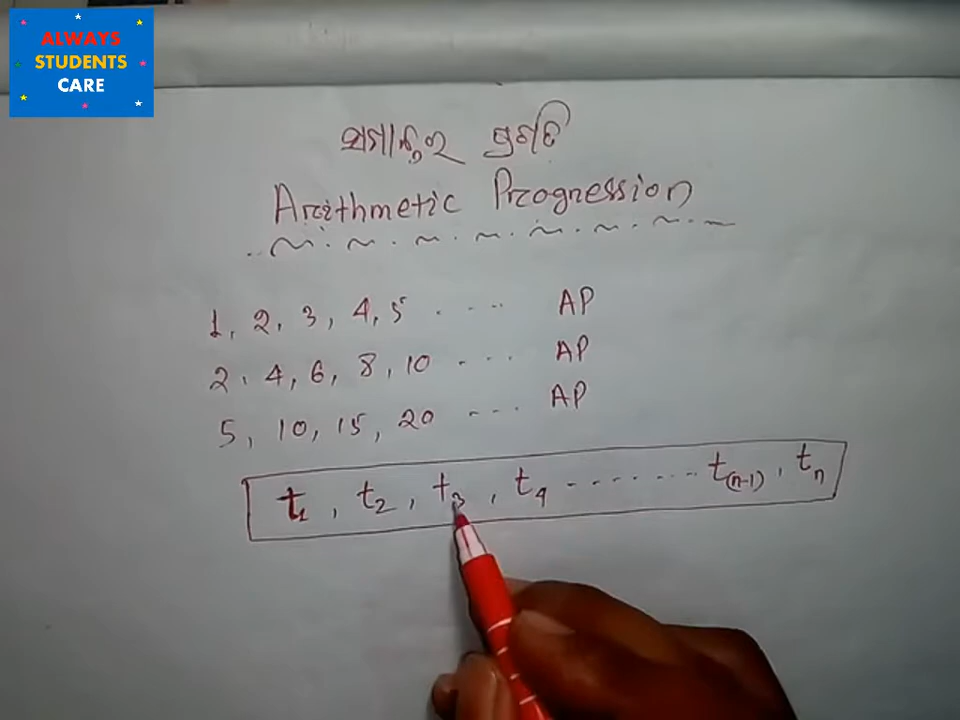 ALWAYS
STUDENTS
CARE
ସମାନ୍ତର ପ୍ରଗତି
Arithmetic Progression
1, 2, 3, 4, 5 . . . . AP
2, 4, 6, 8, 10 . . . AP
5, 10, 15, 20 . . . AP
t₁, t₂, t₃, t₄ . . . . . . . . t₍ₙ₋₁₎, tₙ